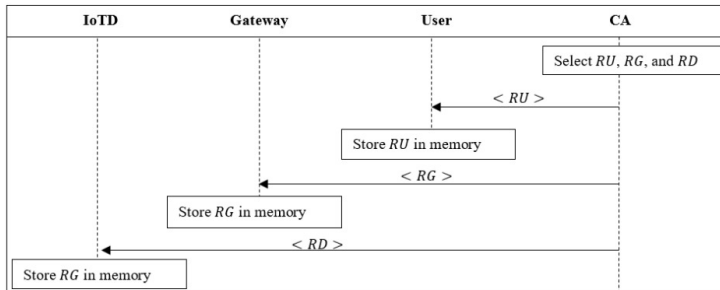 IoTD Gateway User CA
Select RU, RG, and RD
< RU >
Store RU in memory
< RG >
Store RG in memory
< RD >
Store RG in memory